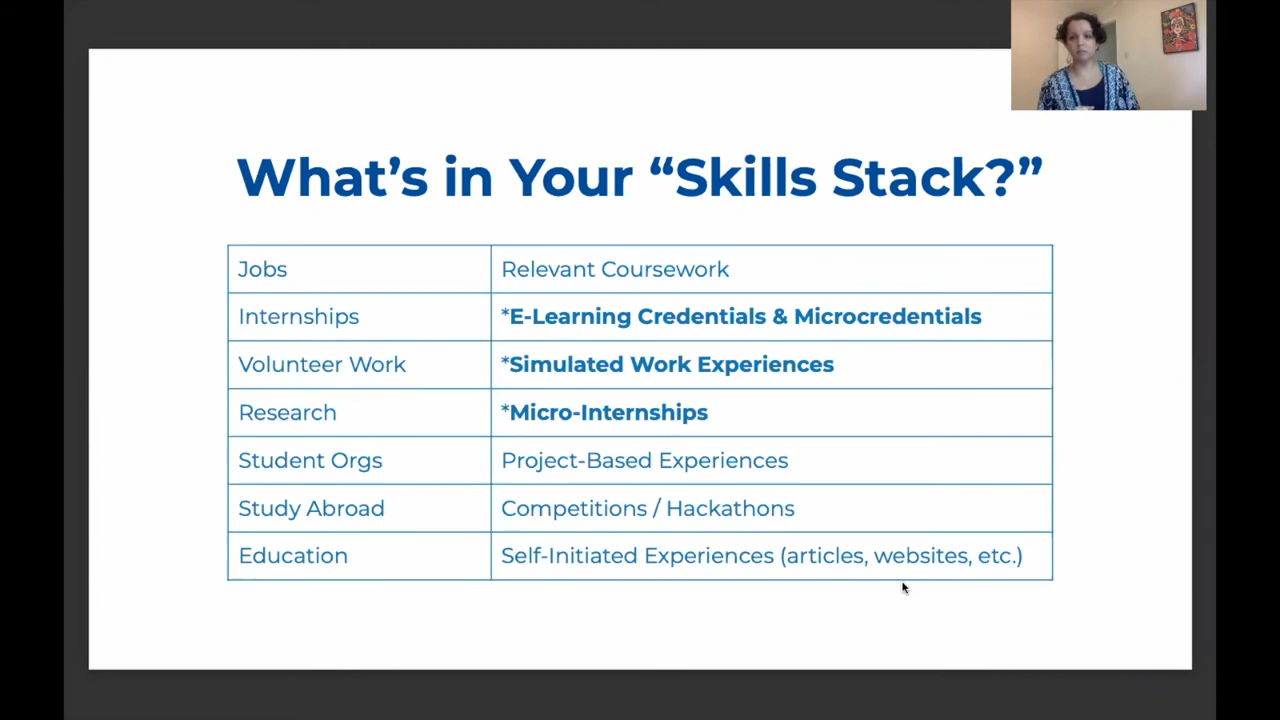 What’s in Your “Skills Stack?”
Jobs
Relevant Coursework
Internships
*E-Learning Credentials & Microcredentials
Volunteer Work
*Simulated Work Experiences
Research
*Micro-Internships
Student Orgs
Project-Based Experiences
Study Abroad
Competitions / Hackathons
Education
Self-Initiated Experiences (articles, websites, etc.)